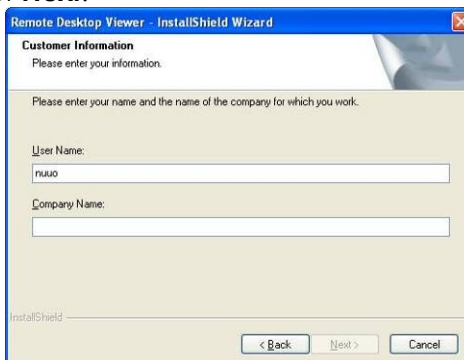 Remote Desktop Viewer - InstallShield Wizard
Customer Information
Please enter your information.
Please enter your name and the name of the company for which you work.
User Name:
nuuo
Company Name:
InstallShield
< Back Next > Cancel